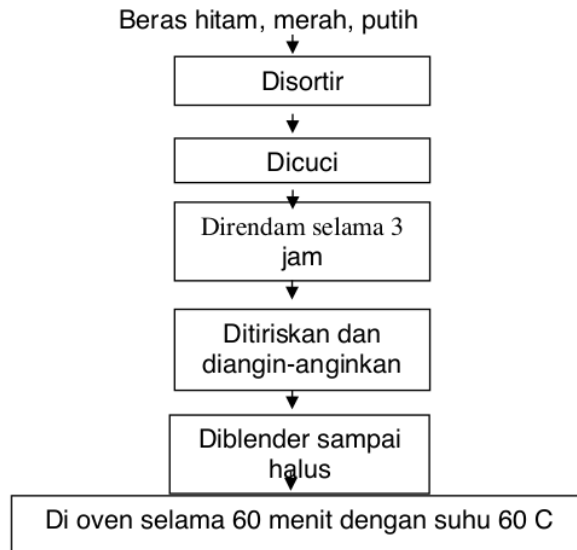 Beras hitam, merah, putih
Disortir
Dicuci
Direndam selama 3
jam
Ditiriskan dan
diangin-anginkan
Diblender sampai
halus
Di oven selama 60 menit dengan suhu 60 C